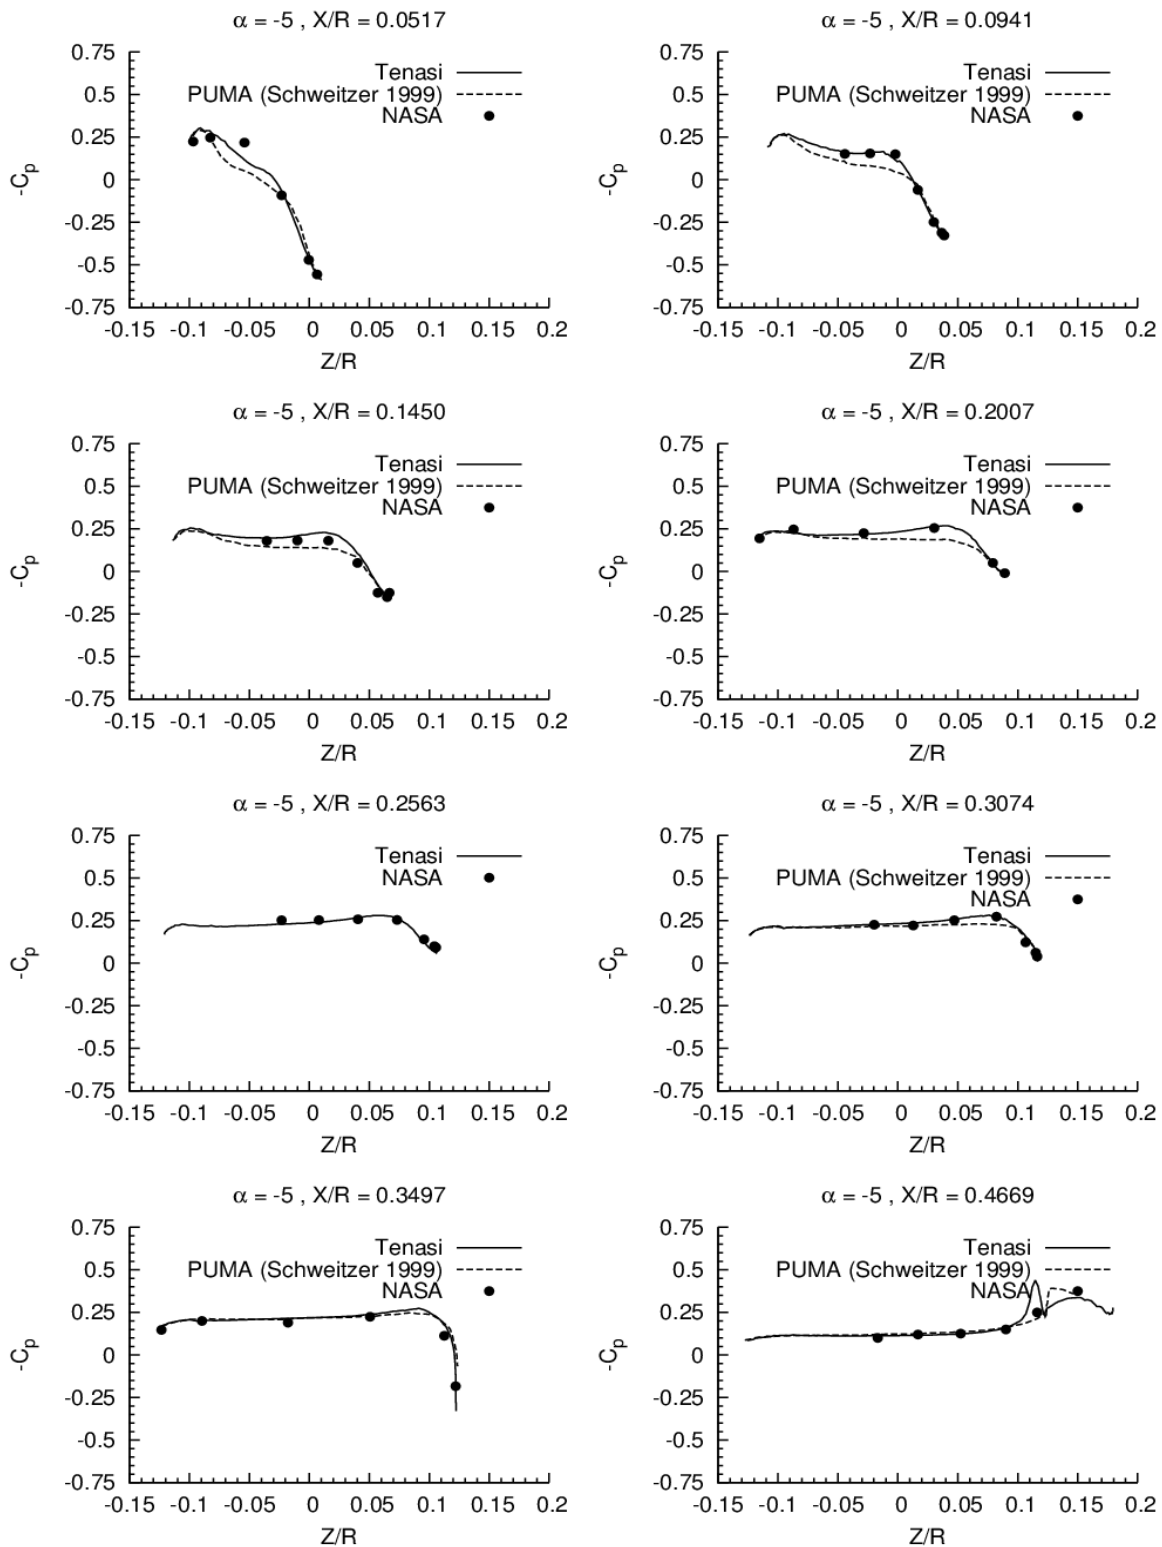 α = -5 , X/R = 0.0517
0.75
0.5
0.25
0
-0.25
-0.5
-0.75
-Cp
Tenasi
PUMA (Schweitzer 1999)
NASA
-0.15 -0.1 -0.05 0 0.05 0.1 0.15 0.2
Z/R
α = -5 , X/R = 0.0941
0.75
0.5
0.25
0
-0.25
-0.5
-0.75
-Cp
Tenasi
PUMA (Schweitzer 1999)
NASA
-0.15 -0.1 -0.05 0 0.05 0.1 0.15 0.2
Z/R
α = -5 , X/R = 0.1450
0.75
0.5
0.25
0
-0.25
-0.5
-0.75
-Cp
Tenasi
PUMA (Schweitzer 1999)
NASA
-0.15 -0.1 -0.05 0 0.05 0.1 0.15 0.2
Z/R
α = -5 , X/R = 0.2007
0.75
0.5
0.25
0
-0.25
-0.5
-0.75
-Cp
Tenasi
PUMA (Schweitzer 1999)
NASA
-0.15 -0.1 -0.05 0 0.05 0.1 0.15 0.2
Z/R
α = -5 , X/R = 0.2563
0.75
0.5
0.25
0
-0.25
-0.5
-0.75
-Cp
Tenasi
NASA
-0.15 -0.1 -0.05 0 0.05 0.1 0.15 0.2
Z/R
α = -5 , X/R = 0.3074
0.75
0.5
0.25
0
-0.25
-0.5
-0.75
-Cp
Tenasi
PUMA (Schweitzer 1999)
NASA
-0.15 -0.1 -0.05 0 0.05 0.1 0.15 0.2
Z/R
α = -5 , X/R = 0.3497
0.75
0.5
0.25
0
-0.25
-0.5
-0.75
-Cp
Tenasi
PUMA (Schweitzer 1999)
NASA
-0.15 -0.1 -0.05 0 0.05 0.1 0.15 0.2
Z/R
α = -5 , X/R = 0.4669
0.75
0.5
0.25
0
-0.25
-0.5
-0.75
-Cp
Tenasi
PUMA (Schweitzer 1999)
NASA
-0.15 -0.1 -0.05 0 0.05 0.1 0.15 0.2
Z/R